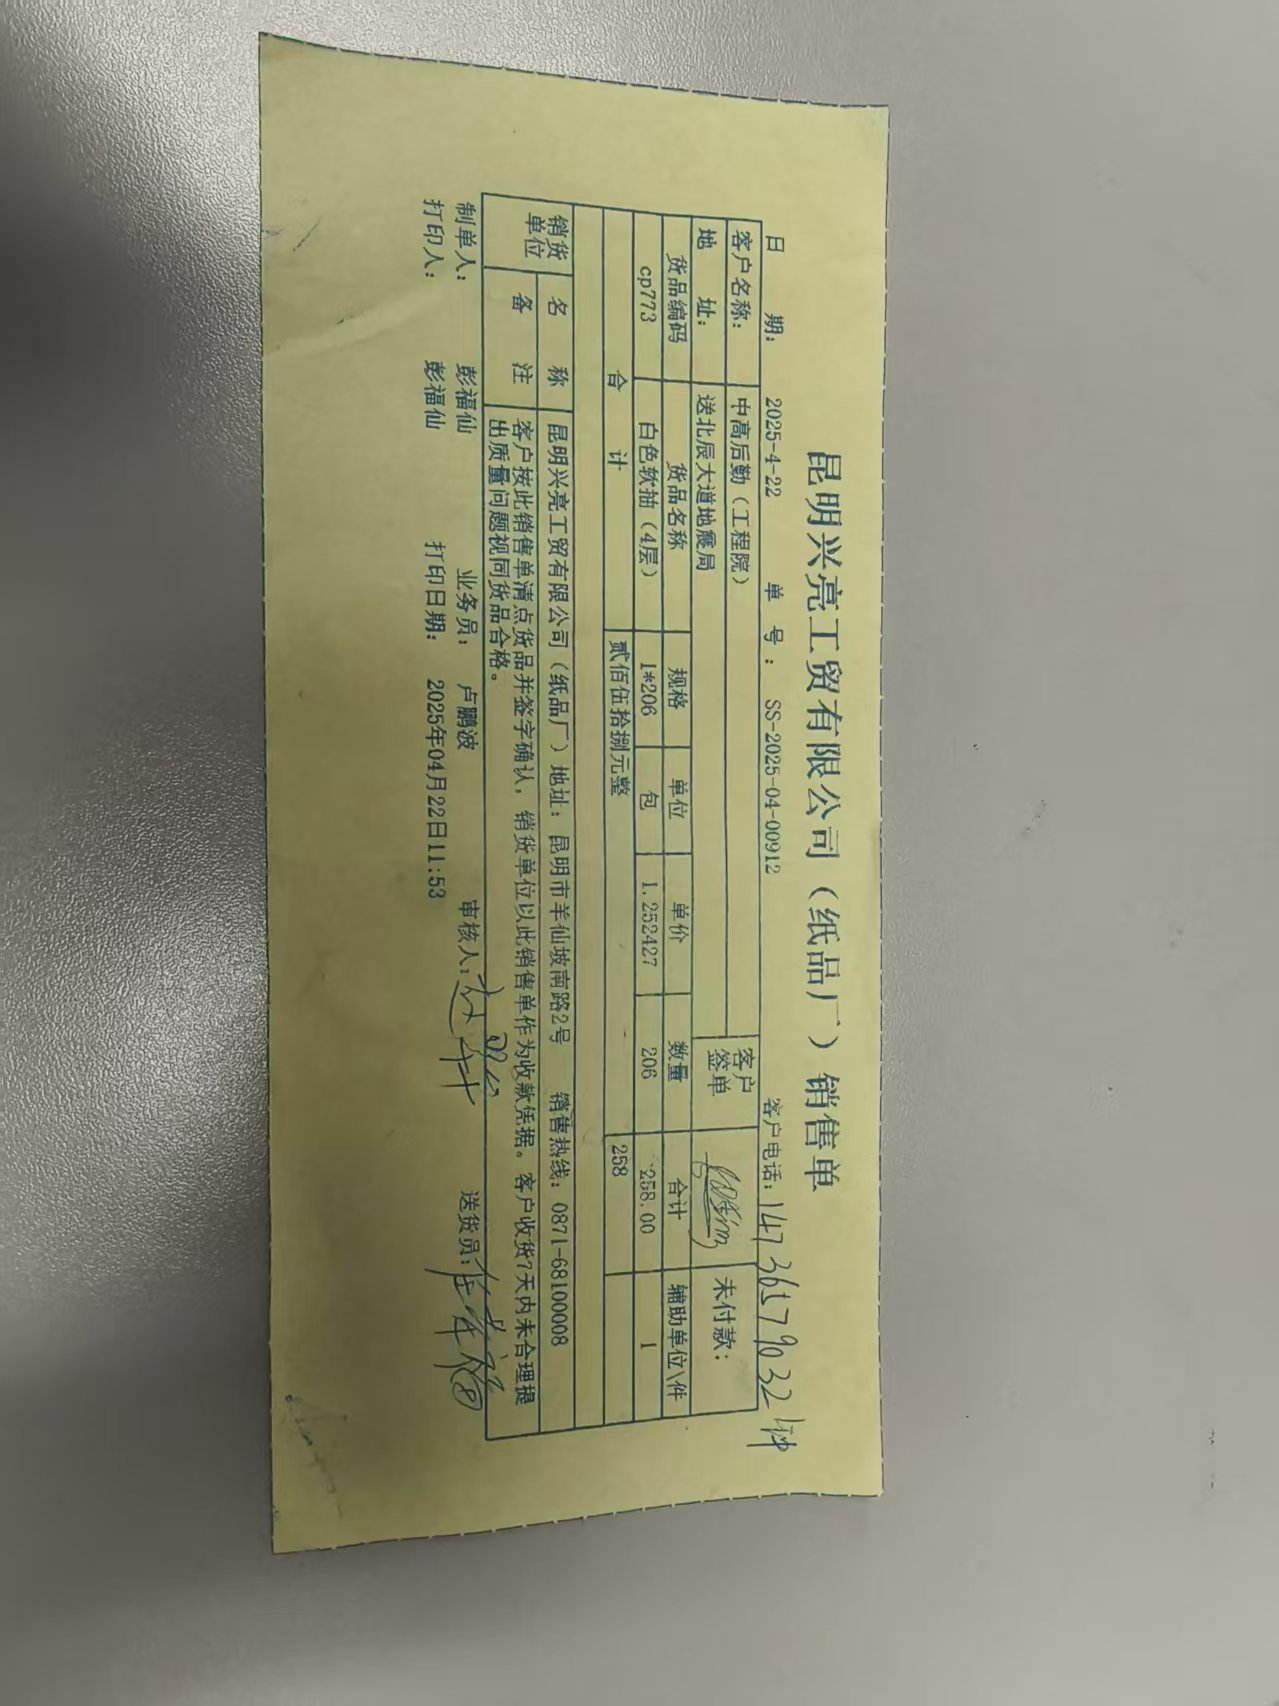 昆明兴亮工贸有限公司（纸品厂）销售单
日 期： 2025-4-22 单 号： SS-2025-04-00912 客户电话： 14736579032 钟
客户名称： 中高后勤（工程院） 客户签单 未付款：
地 址： 送北辰大道地震局
货品编码 货品名称 规格 单位 单价 数量 合计 辅助单位\件
cp773 白色软抽（4层） 1*206 包 1.252427 206 258.00 1
合 计 贰佰伍拾捌元整 258
销货单位 名 称 昆明兴亮工贸有限公司（纸品厂）地址：昆明市羊仙坡南路2号 销售热线：0871-68100008
备 注 客户按此销售单清点货品并签字确认，销货单位以此销售单作为收款凭据。客户收货7天内未合理提
出质量问题视同货品合格。
制单人： 彭福仙 业务员： 卢鹏波 审核人： 送货员：
打印人： 彭福仙 打印日期： 2025年04月22日11:53